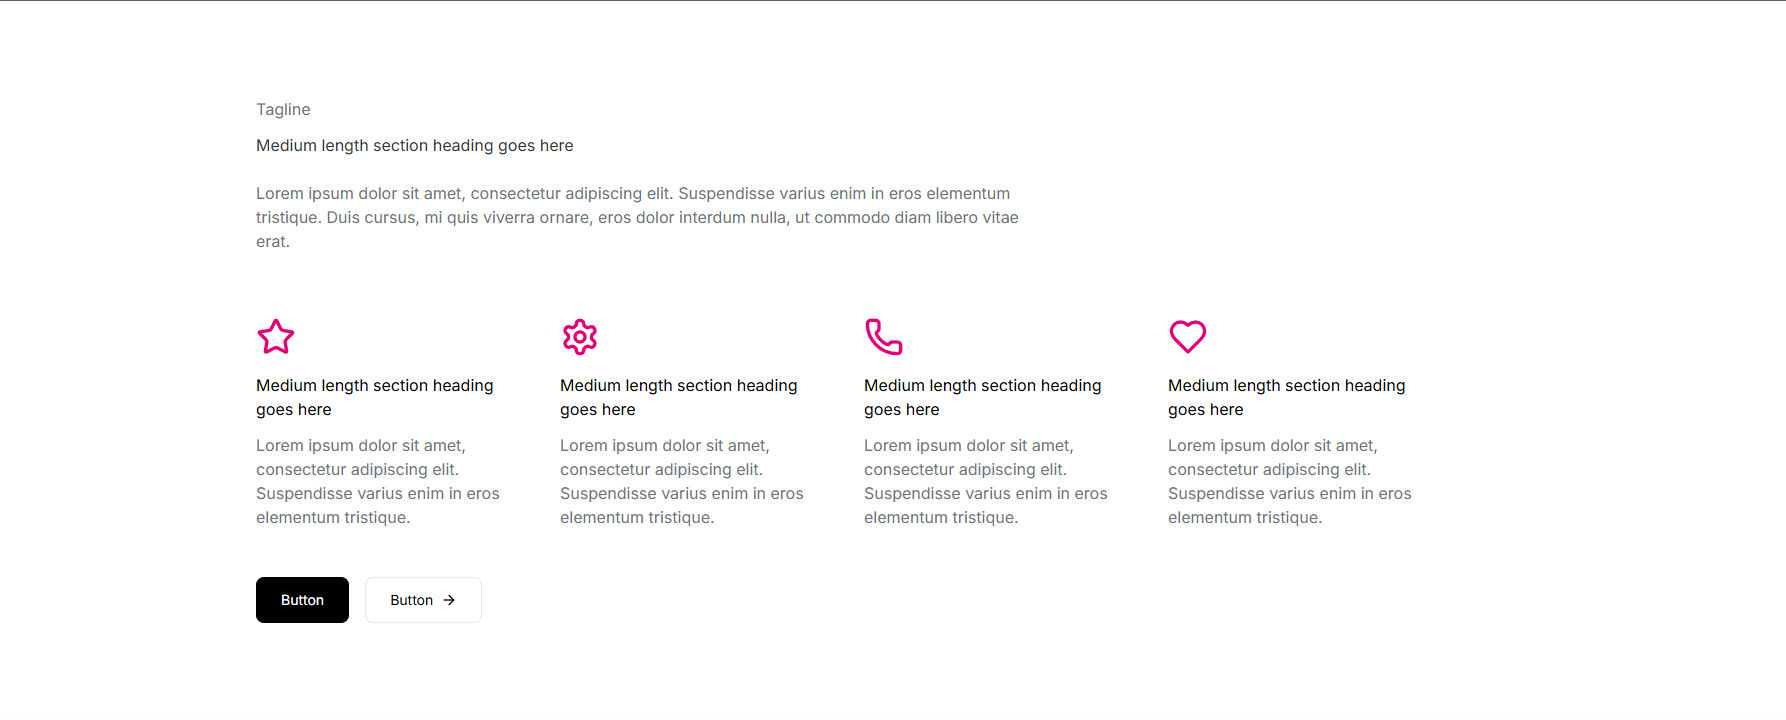 Tagline
Medium length section heading goes here
Lorem ipsum dolor sit amet, consectetur adipiscing elit. Suspendisse varius enim in eros elementum
tristique. Duis cursus, mi quis viverra ornare, eros dolor interdum nulla, ut commodo diam libero vitae
erat.
Medium length section heading
goes here
Lorem ipsum dolor sit amet,
consectetur adipiscing elit.
Suspendisse varius enim in eros
elementum tristique.
Medium length section heading
goes here
Lorem ipsum dolor sit amet,
consectetur adipiscing elit.
Suspendisse varius enim in eros
elementum tristique.
Medium length section heading
goes here
Lorem ipsum dolor sit amet,
consectetur adipiscing elit.
Suspendisse varius enim in eros
elementum tristique.
Medium length section heading
goes here
Lorem ipsum dolor sit amet,
consectetur adipiscing elit.
Suspendisse varius enim in eros
elementum tristique.
Button
Button